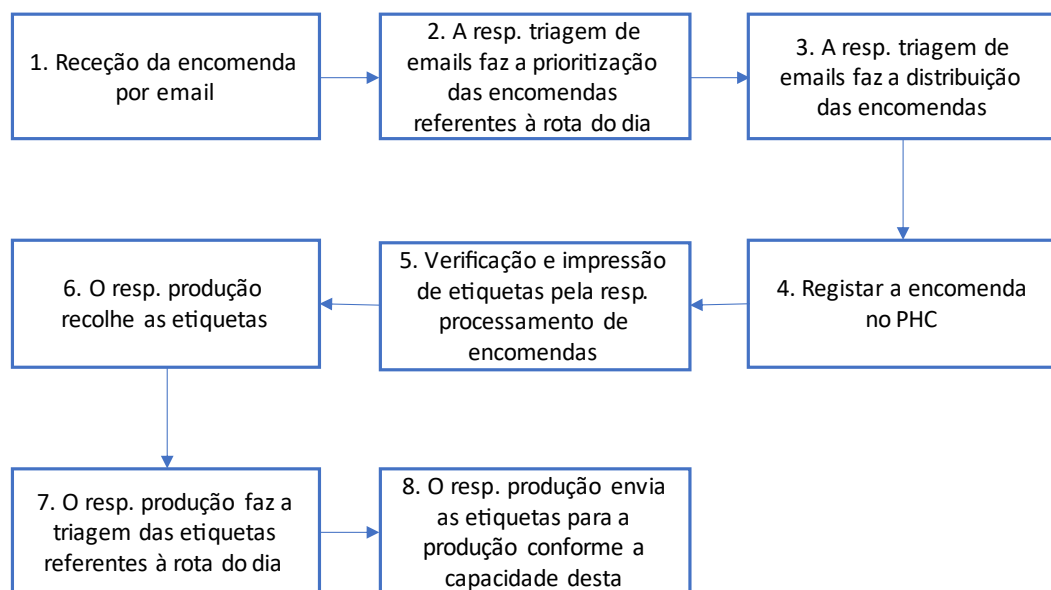 1. Receção da encomenda
por email
2. A resp. triagem de
emails faz a prioritização
das encomendas
referentes à rota do dia
3. A resp. triagem de
emails faz a distribuição
das encomendas
4. Registar a encomenda
no PHC
5. Verificação e impressão
de etiquetas pela resp.
processamento de
encomendas
6. O resp. produção
recolhe as etiquetas
7. O resp. produção faz a
triagem das etiquetas
referentes à rota do dia
8. O resp. produção envia
as etiquetas para a
produção conforme a
capacidade desta